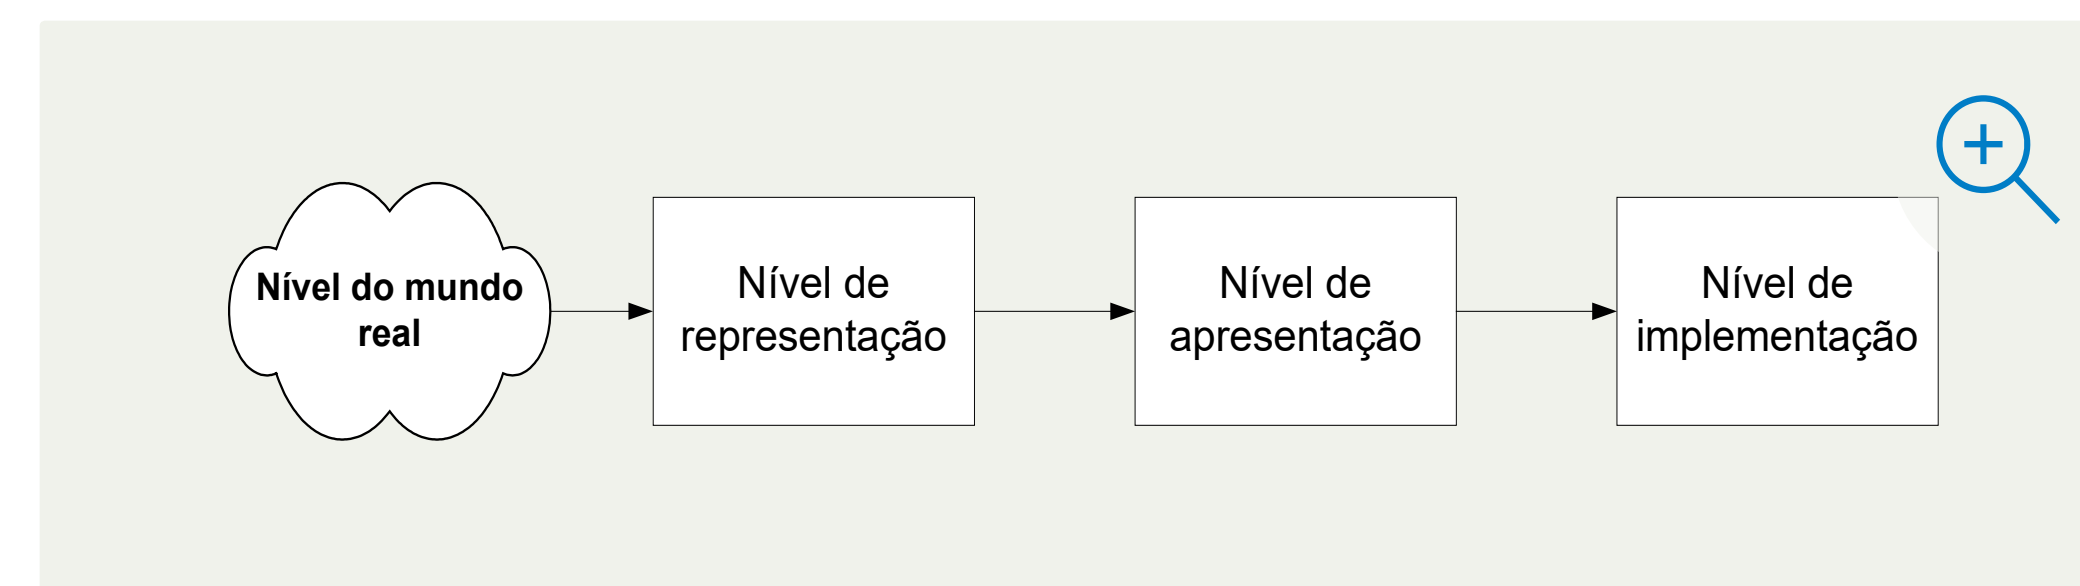 Nível do mundo
real
Nível de
representação
Nível de
apresentação
Nível de
implementação